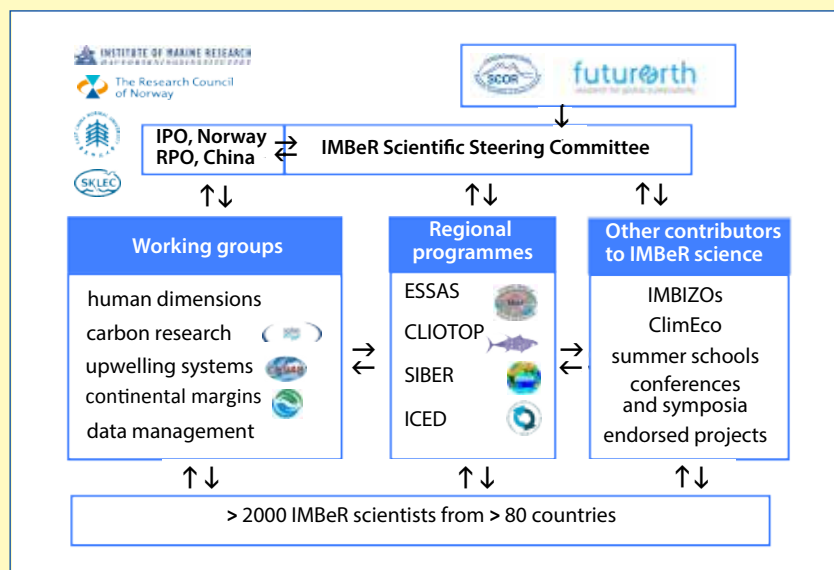 INSTITUTE OF MARINE RESEARCH
The Research Council
of Norway
SCOR
futurearth
IPO, Norway
RPO, China
IMBeR Scientific Steering Committee
SKLEC
Working groups
human dimensions
carbon research
upwelling systems
continental margins
data management
Regional
programmes
ESSAS
CLIOTOP
SIBER
ICED
Other contributors
to IMBeR science
IMBIZOs
ClimEco
summer schools
conferences
and symposia
endorsed projects
> 2000 IMBeR scientists from > 80 countries